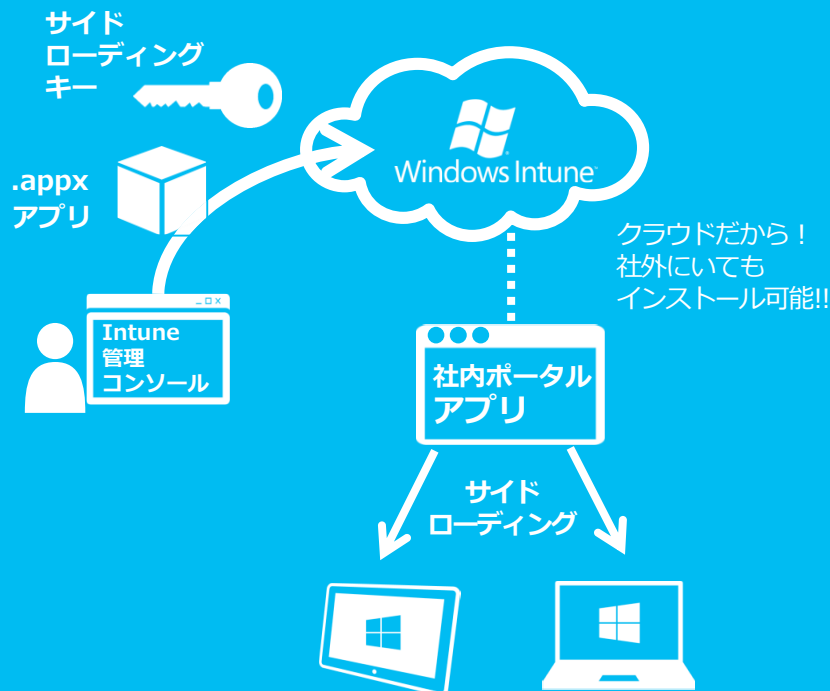 サイド
ローディング
キー
.appx
アプリ
Windows Intune
クラウドだから！
社外にいても
インストール可能!!
Intune
管理
コンソール
社内ポータル
アプリ
サイド
ローディング